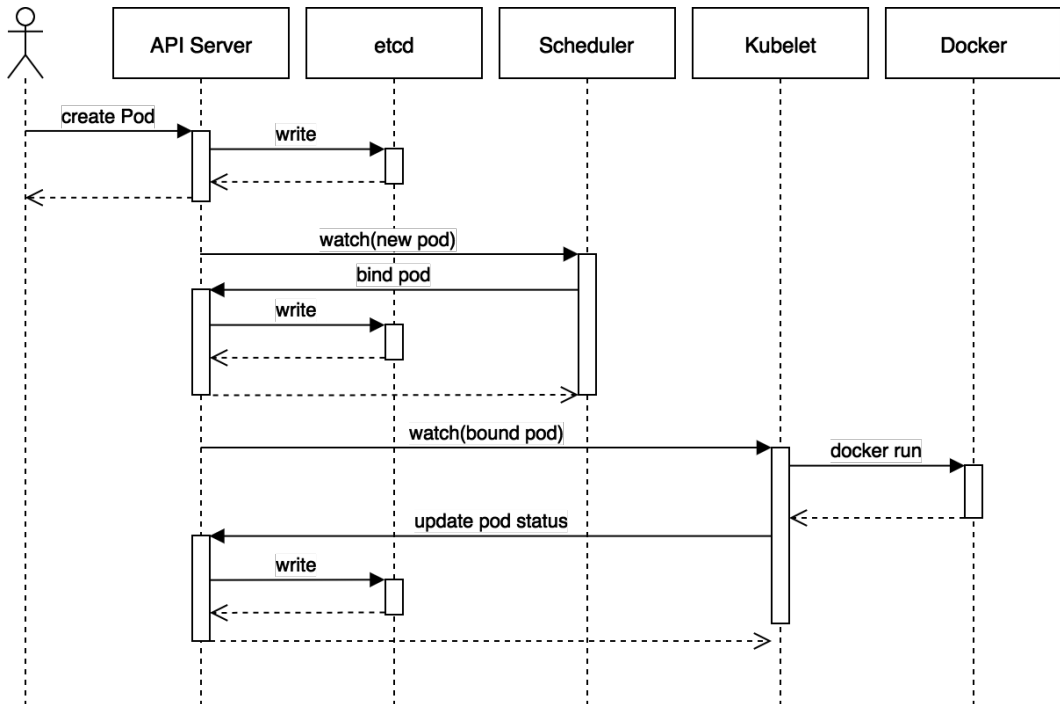 API Server
etcd
Scheduler
Kubelet
Docker
create Pod
write
watch(new pod)
bind pod
write
watch(bound pod)
docker run
update pod status
write